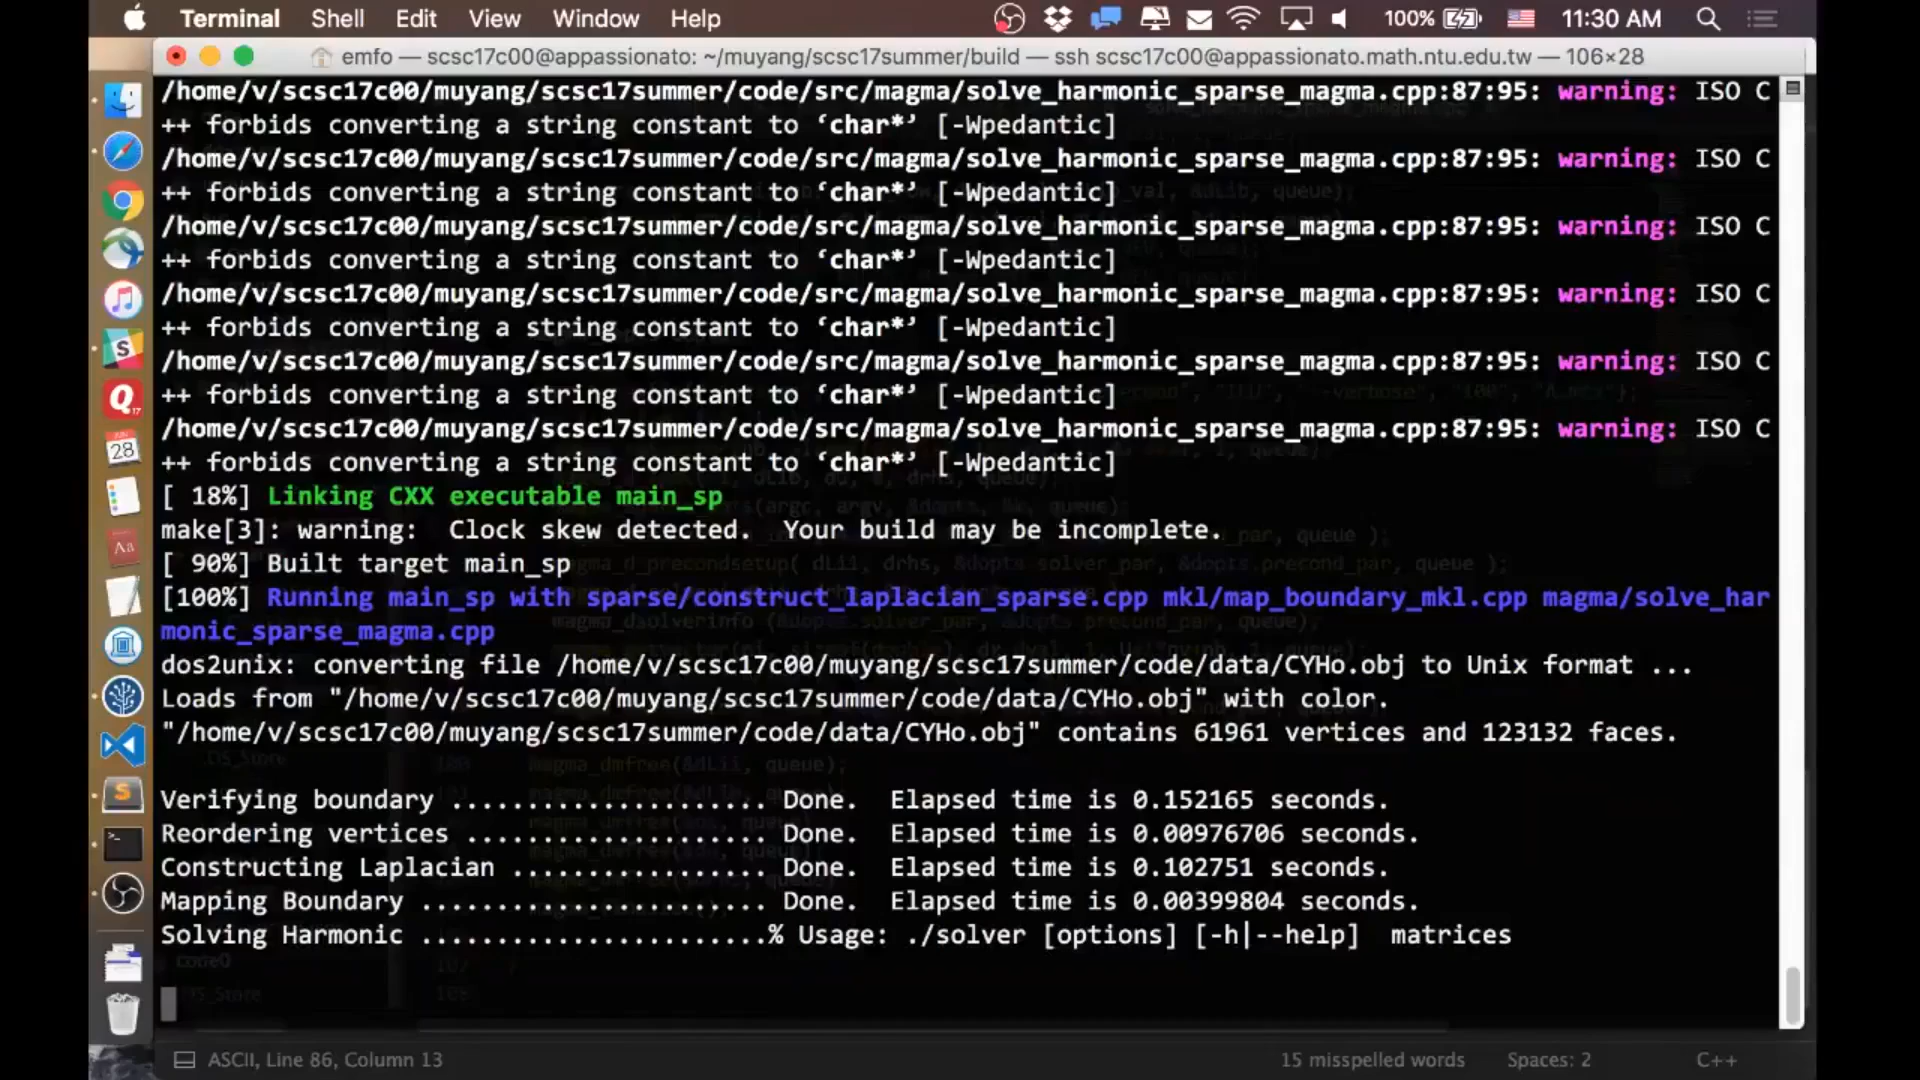 Terminal Shell Edit View Window Help 100% 11:30 AM
emfo — scsc17c00@appassionato: ~/muyang/scsc17summer/build — ssh scsc17c00@appassionato.math.ntu.edu.tw — 106×28
/home/v/scsc17c00/muyang/scsc17summer/code/src/magma/solve_harmonic_sparse_magma.cpp:87:95: warning: ISO C
++ forbids converting a string constant to ‘char*’ [-Wpedantic]
/home/v/scsc17c00/muyang/scsc17summer/code/src/magma/solve_harmonic_sparse_magma.cpp:87:95: warning: ISO C
++ forbids converting a string constant to ‘char*’ [-Wpedantic]
/home/v/scsc17c00/muyang/scsc17summer/code/src/magma/solve_harmonic_sparse_magma.cpp:87:95: warning: ISO C
++ forbids converting a string constant to ‘char*’ [-Wpedantic]
/home/v/scsc17c00/muyang/scsc17summer/code/src/magma/solve_harmonic_sparse_magma.cpp:87:95: warning: ISO C
++ forbids converting a string constant to ‘char*’ [-Wpedantic]
/home/v/scsc17c00/muyang/scsc17summer/code/src/magma/solve_harmonic_sparse_magma.cpp:87:95: warning: ISO C
++ forbids converting a string constant to ‘char*’ [-Wpedantic]
/home/v/scsc17c00/muyang/scsc17summer/code/src/magma/solve_harmonic_sparse_magma.cpp:87:95: warning: ISO C
++ forbids converting a string constant to ‘char*’ [-Wpedantic]
[ 18%] Linking CXX executable main_sp
make[3]: warning:  Clock skew detected.  Your build may be incomplete.
[ 90%] Built target main_sp
[100%] Running main_sp with sparse/construct_laplacian_sparse.cpp mkl/map_boundary_mkl.cpp magma/solve_har
monic_sparse_magma.cpp
dos2unix: converting file /home/v/scsc17c00/muyang/scsc17summer/code/data/CYHo.obj to Unix format ...
Loads from "/home/v/scsc17c00/muyang/scsc17summer/code/data/CYHo.obj" with color.
"/home/v/scsc17c00/muyang/scsc17summer/code/data/CYHo.obj" contains 61961 vertices and 123132 faces.
Verifying boundary ..................... Done.  Elapsed time is 0.152165 seconds.
Reordering vertices .................... Done.  Elapsed time is 0.00976706 seconds.
Constructing Laplacian ................. Done.  Elapsed time is 0.102751 seconds.
Mapping Boundary ....................... Done.  Elapsed time is 0.00399804 seconds.
Solving Harmonic .......................% Usage: ./solver [options] [-h|--help]  matrices
ASCII, Line 86, Column 13 15 misspelled words Spaces: 2 C++